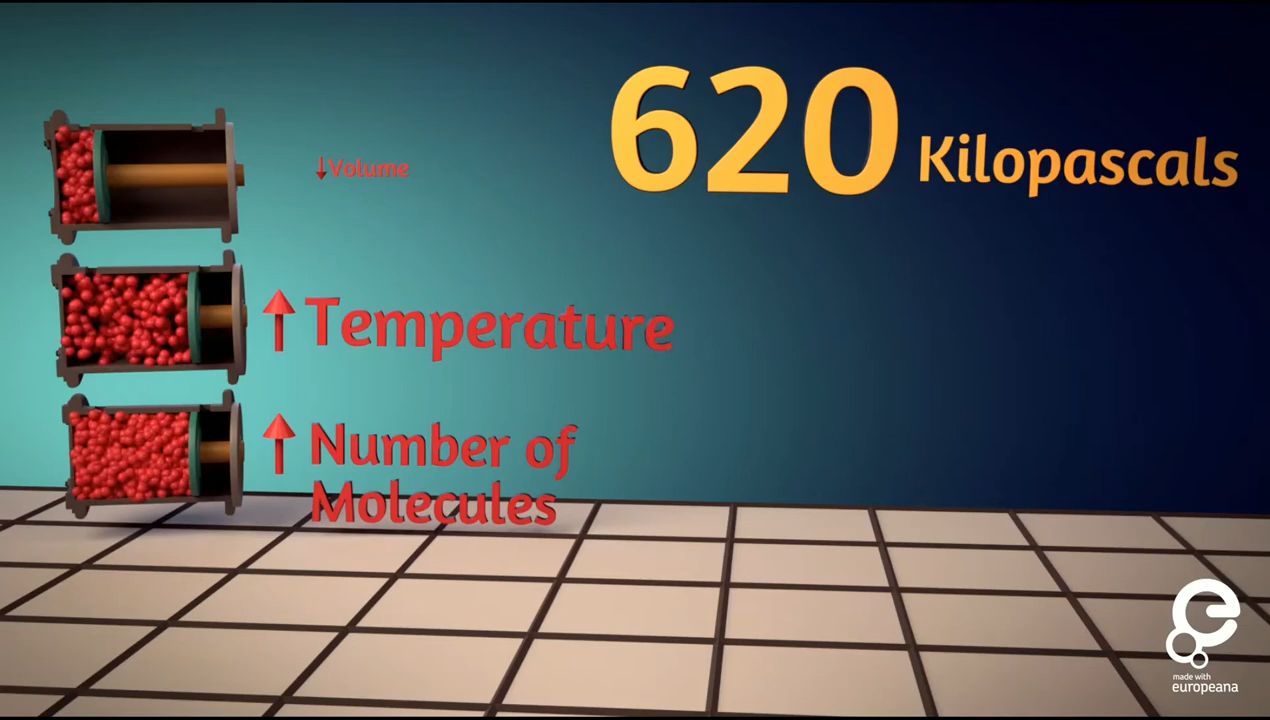 620 Kilopascals
↓Volume
↑ Temperature
↑ Number of
Molecules
made with
europeana